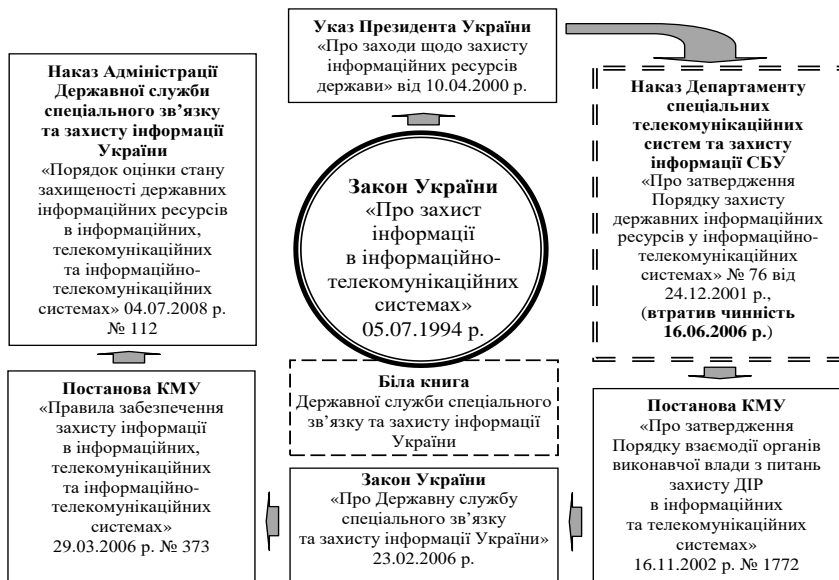 Указ Президента України
«Про заходи щодо захисту
інформаційних ресурсів
держави» від 10.04.2000 р.
Наказ Адміністрації
Державної служби
спеціального зв’язку
та захисту інформації
України
«Порядок оцінки стану
захищеності державних
інформаційних ресурсів
в інформаційних,
телекомунікаційних
та інформаційно-
телекомунікаційних
системах» 04.07.2008 р.
№ 112
Закон України
«Про захист
інформації
в інформаційно-
телекомунікаційних
системах»
05.07.1994 р.
Наказ Департаменту
спеціальних
телекомунікаційних
систем та захисту
інформації СБУ
«Про затвердження
Порядку захисту
державних інформаційних
ресурсів у інформаційно-
телекомунікаційних
системах» № 76 від
24.12.2001 р.,
(втратив чинність
16.06.2006 р.)
Біла книга
Державної служби спеціального
зв’язку та захисту інформації
України
Постанова КМУ
«Правила забезпечення
захисту інформації
в інформаційних,
телекомунікаційних
та інформаційно-
телекомунікаційних
системах»
29.03.2006 р. № 373
Закон України
«Про Державну службу
спеціального зв’язку
та захисту інформації України»
23.02.2006 р.
Постанова КМУ
«Про затвердження
Порядку взаємодії органів
виконавчої влади з питань
захисту ДІР
в інформаційних
та телекомунікаційних
системах»
16.11.2002 р. № 1772